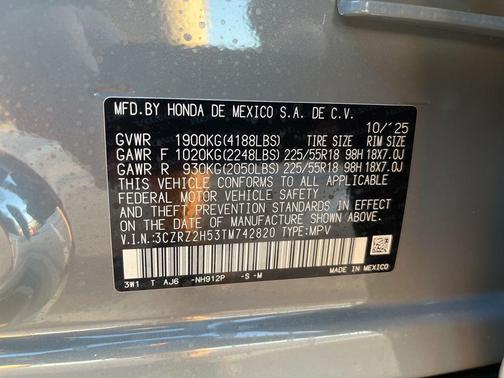 MFD.BY HONDA DE MEXICO S.A. DE C.V.
10/'25
GVWR 1900KG(4188LBS) TIRE SIZE RIM SIZE
GAWR F 1020KG(2248LBS) 225/55R18 98H 18X7.0J
GAWR R 930KG(2050LBS) 225/55R18 98H 18X7.0J
THIS VEHICLE CONFORMS TO ALL APPLICABLE
FEDERAL MOTOR VEHICLE SAFETY BUMPER,
AND THEFT PREVENTION STANDARDS IN EFFECT
ON THE DATE OF MANUFACTURE SHOWN ABOVE.
V.I.N.:3CZRZ2H53TM742820 TYPE:MPV
3W1 T AJ6 -NH912P -S -M
MADE IN MEXICO